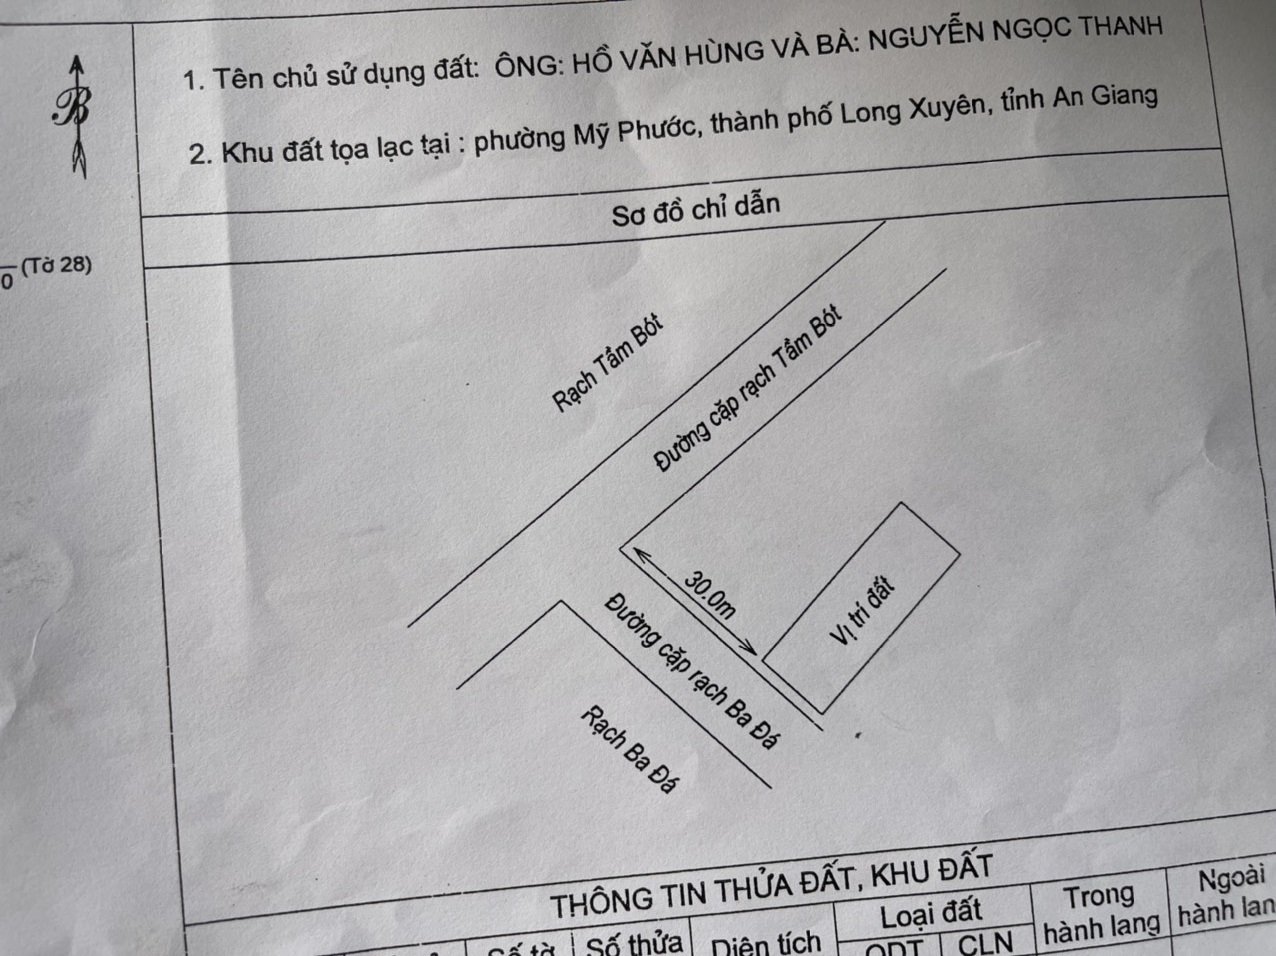 1. Tên chủ sử dụng đất: ÔNG: HỒ VĂN HÙNG VÀ BÀ: NGUYỄN NGỌC THANH
2. Khu đất tọa lạc tại : phường Mỹ Phước, thành phố Long Xuyên, tỉnh An Giang
B
Sơ đồ chỉ dẫn
0 (Tờ 28)
Rạch Tầm Bót
Đường cặp rạch Tầm Bót
30.0m
Đường cặp rạch Ba Đá
Vị trí đất
Rạch Ba Đá
THÔNG TIN THỬA ĐẤT, KHU ĐẤT
Số tờ Số thửa Diện tích Loại đất Trong hành lang Ngoài hành lan
ODT CLN